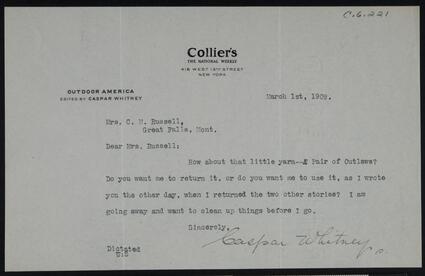 C.6.221
Collier's
THE NATIONAL WEEKLY
416 WEST 13TH STREET
NEW YORK
OUTDOOR AMERICA
EDITED BY CASPAR WHITNEY
March 1st, 1909.
Mrs. C. M. Russell,
Great Falls, Mont.
Dear Mrs. Russell:
How about that little yarn--A Pair of Outlaws?
Do you want me to return it, or do you want me to use it, as I wrote
you the other day, when I returned the two other stories? I am
going away and want to clean up things before I go.
Sincerely,
Caspar Whitney
Dictated